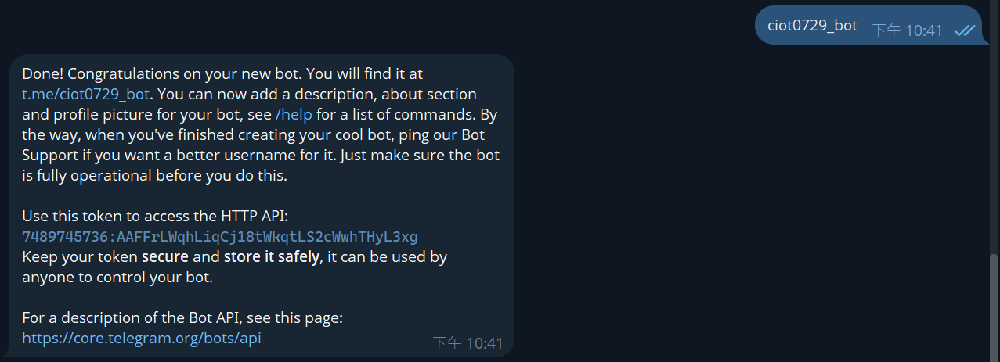 ciot0729_bot 下午 10:41
Done! Congratulations on your new bot. You will find it at
t.me/ciot0729_bot. You can now add a description, about section
and profile picture for your bot, see /help for a list of commands. By
the way, when you've finished creating your cool bot, ping our Bot
Support if you want a better username for it. Just make sure the bot
is fully operational before you do this.
Use this token to access the HTTP API:
7489745736:AAFFrLWqhLiqCj18tWkqtLS2cWwhTHyL3xg
Keep your token secure and store it safely, it can be used by
anyone to control your bot.
For a description of the Bot API, see this page:
https://core.telegram.org/bots/api
下午 10:41